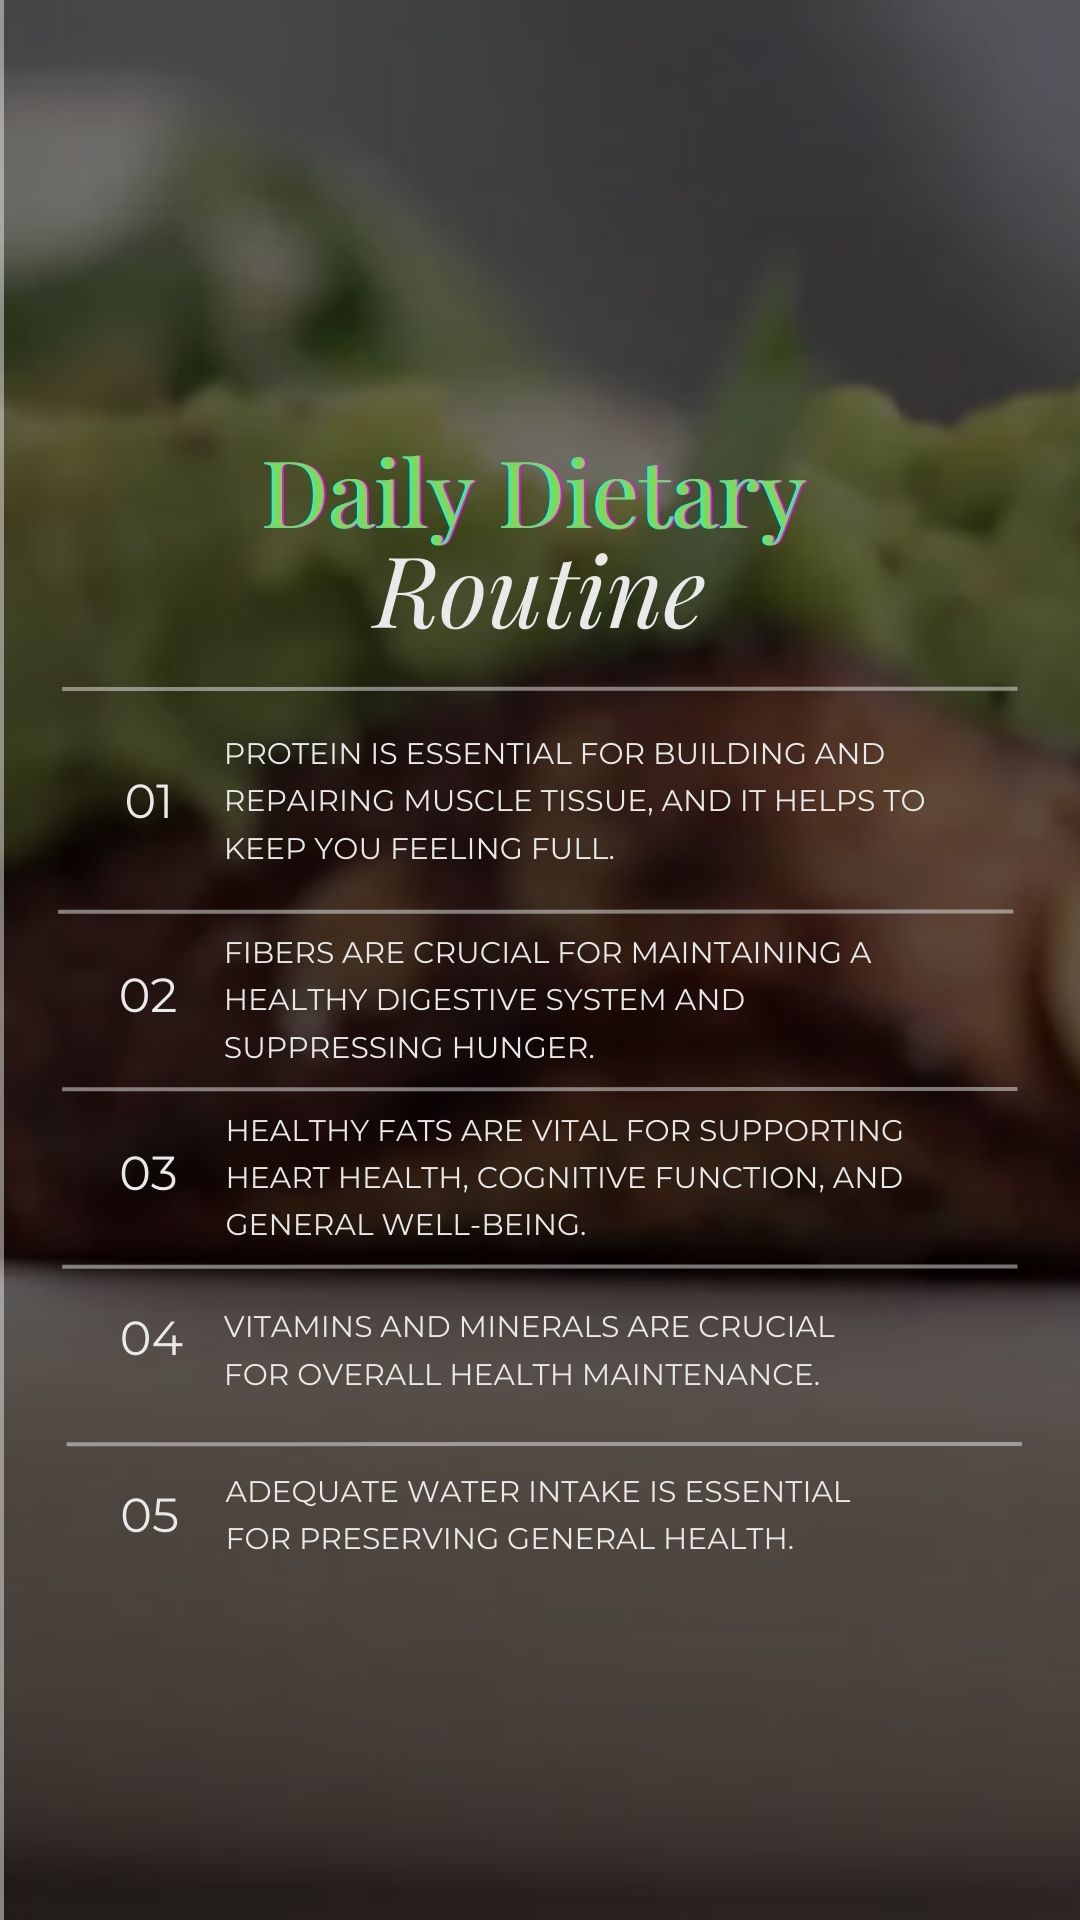 Daily Dietary
Routine
01
PROTEIN IS ESSENTIAL FOR BUILDING AND
REPAIRING MUSCLE TISSUE, AND IT HELPS TO
KEEP YOU FEELING FULL.
02
FIBERS ARE CRUCIAL FOR MAINTAINING A
HEALTHY DIGESTIVE SYSTEM AND
SUPPRESSING HUNGER.
03
HEALTHY FATS ARE VITAL FOR SUPPORTING
HEART HEALTH, COGNITIVE FUNCTION, AND
GENERAL WELL-BEING.
04
VITAMINS AND MINERALS ARE CRUCIAL
FOR OVERALL HEALTH MAINTENANCE.
05
ADEQUATE WATER INTAKE IS ESSENTIAL
FOR PRESERVING GENERAL HEALTH.